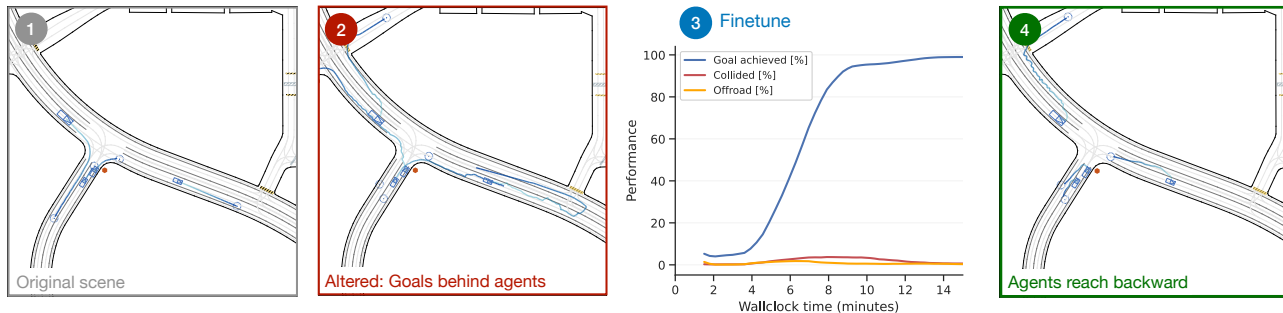 1
Original scene
2
Altered: Goals behind agents
3 Finetune
Goal achieved [%]
Collided [%]
Offroad [%]
Performance
100
80
60
40
20
0
0 2 4 6 8 10 12 14
Wallclock time (minutes)
4
Agents reach backward